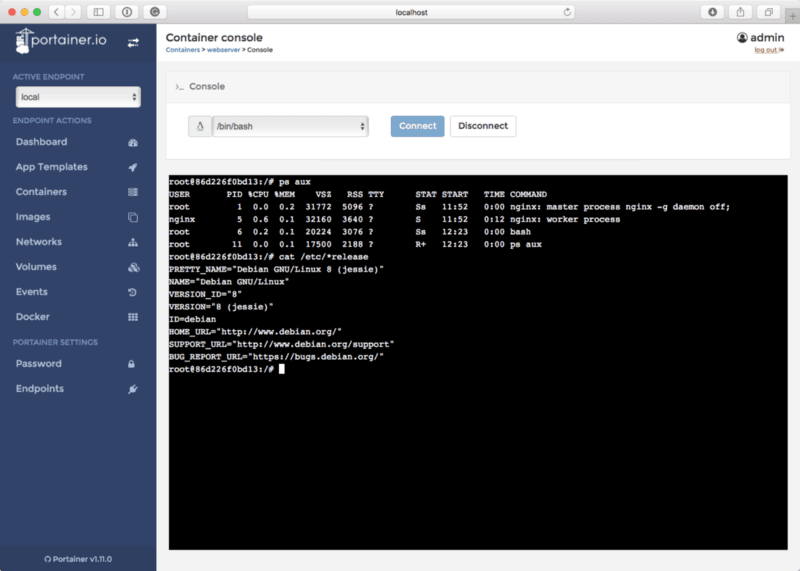 localhost
portainer.io
Container console
Containers > webserver > Console
admin
log out
ACTIVE ENDPOINT
local
ENDPOINT ACTIONS
Dashboard
App Templates
Containers
Images
Networks
Volumes
Events
Docker
PORTAINER SETTINGS
Password
Endpoints
Portainer v1.11.0
>_ Console
/bin/bash
Connect
Disconnect
root@86d226f0bd13:/# ps aux
USER PID %CPU %MEM VSZ RSS TTY STAT START TIME COMMAND
root 1 0.0 0.2 31772 5096 ? Ss 11:52 0:00 nginx: master process nginx -g daemon off;
nginx 5 0.6 0.1 32160 3640 ? S 11:52 0:12 nginx: worker process
root 6 0.2 0.1 20224 3076 ? Ss 12:23 0:00 bash
root 11 0.0 0.1 17500 2188 ? R+ 12:23 0:00 ps aux
root@86d226f0bd13:/# cat /etc/*release
PRETTY_NAME="Debian GNU/Linux 8 (jessie)"
NAME="Debian GNU/Linux"
VERSION_ID="8"
VERSION="8 (jessie)"
ID=debian
HOME_URL="http://www.debian.org/"
SUPPORT_URL="http://www.debian.org/support"
BUG_REPORT_URL="https://bugs.debian.org/"
root@86d226f0bd13:/#